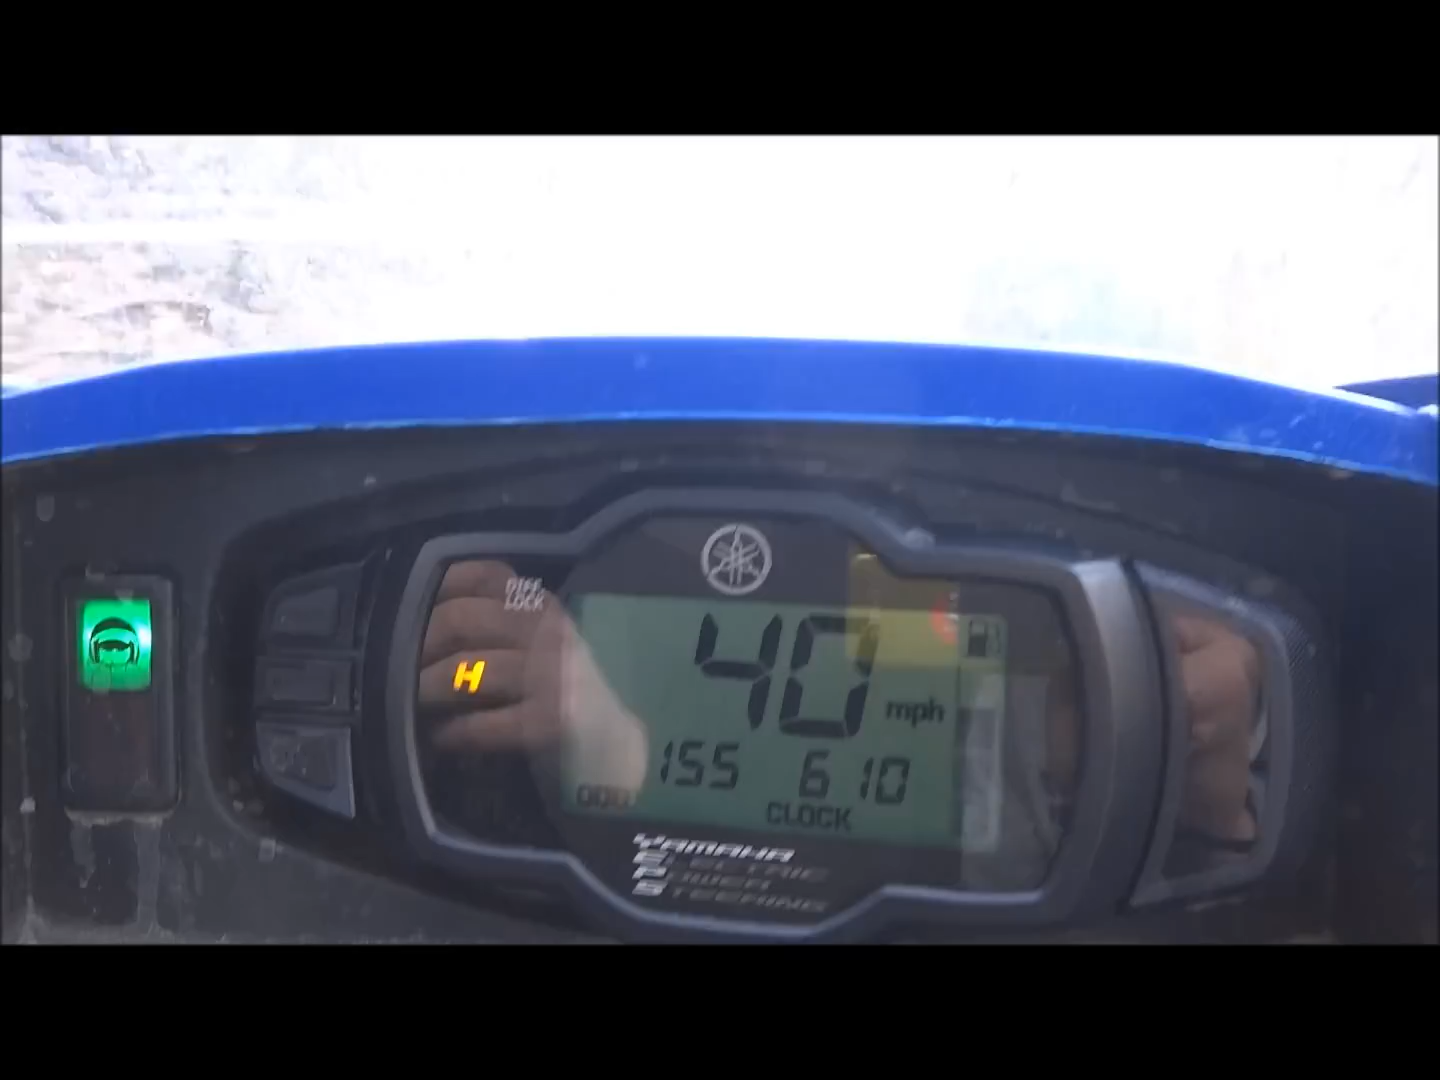 DIFF
LOCK
H
40 mph
155 6 10
ODO
CLOCK
YAMAHA
ELECTRIC
POWER
STEERING